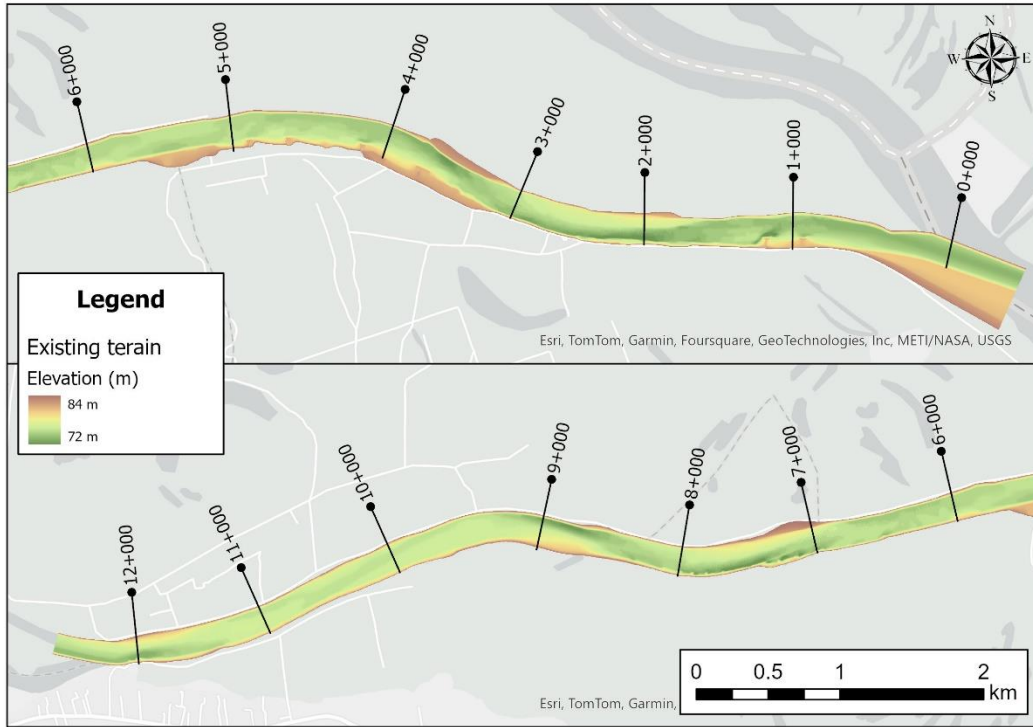 6+000
5+000
4+000
3+000
2+000
1+000
0+000
N
W E
S
Legend
Existing terain
Elevation (m)
84 m
72 m
Esri, TomTom, Garmin, Foursquare, GeoTechnologies, Inc, METI/NASA, USGS
12+000
11+000
10+000
9+000
8+000
7+000
6+000
0 0.5 1 2
km
Esri, TomTom, Garmin,